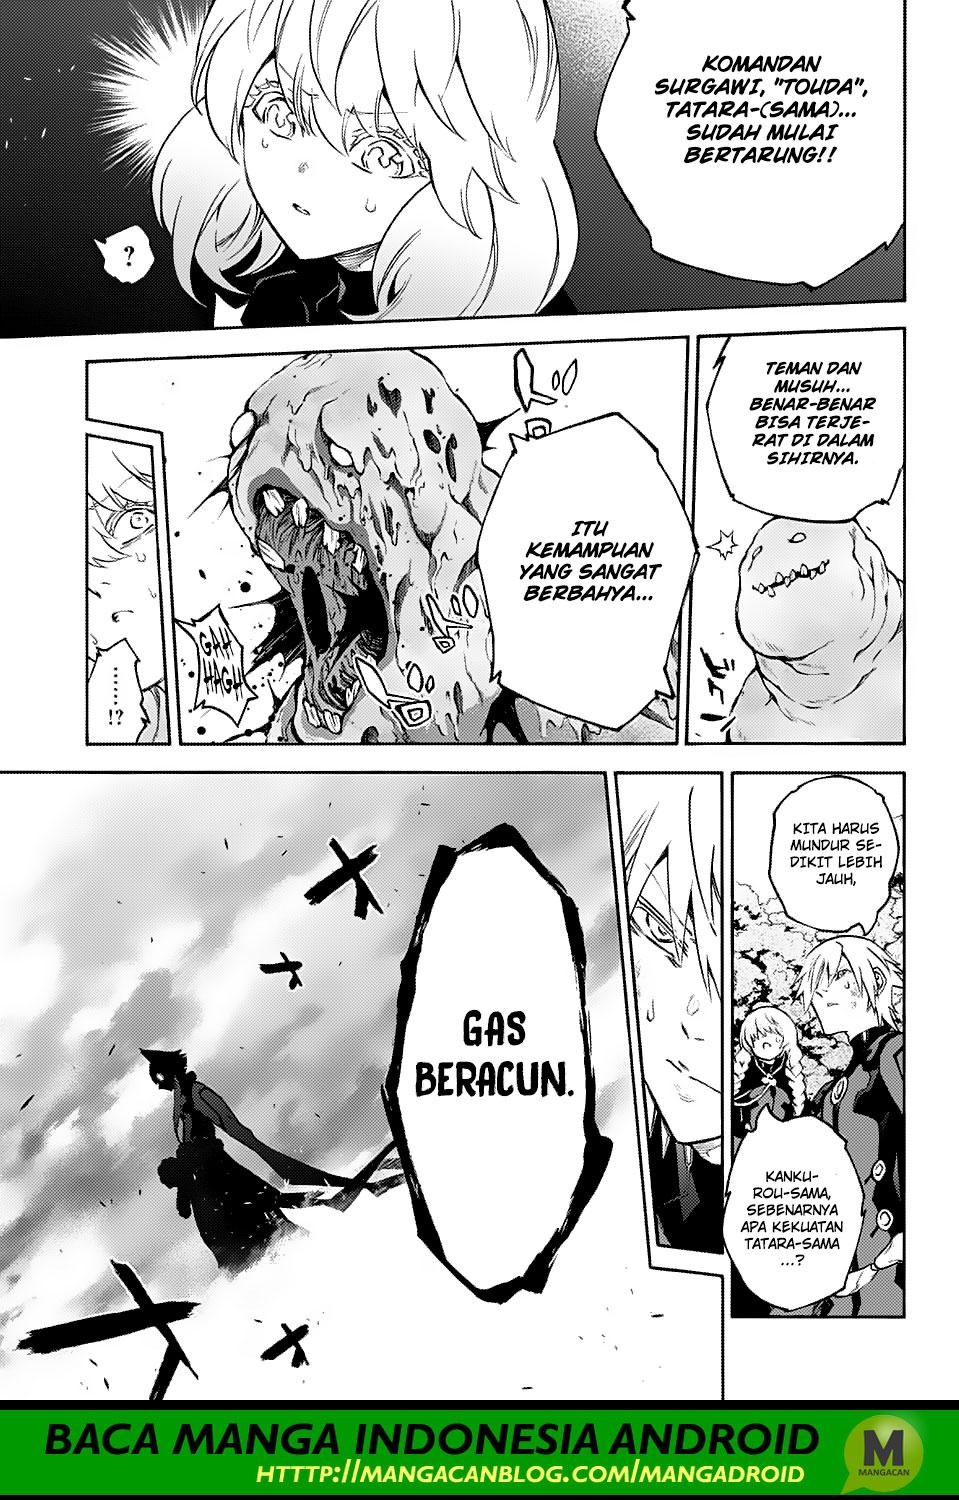 KOMANDAN
SURGAWI, "TOUDA",
TATARA-(SAMA)...
SUDAH MULAI
BERTARUNG!!
?
TEMAN DAN
MUSUH...
BENAR-BENAR
BISA TERJE-
RAT DI DALAM
SIHIRNYA.
ITU
KEMAMPUAN
YANG SANGAT
BERBAHYA...
GAH
HAGH
......!?
KITA HARUS
MUNDUR SE-
DIKIT LEBIH
JAUH,
KANKU-
ROU-SAMA,
SEBENARNYA
APA KEKUATAN
TATARA-SAMA
...?
GAS
BERACUN.
BACA MANGA INDONESIA ANDROID
HTTTP://MANGACANBLOG.COM/MANGADROID
M
MANGACAN